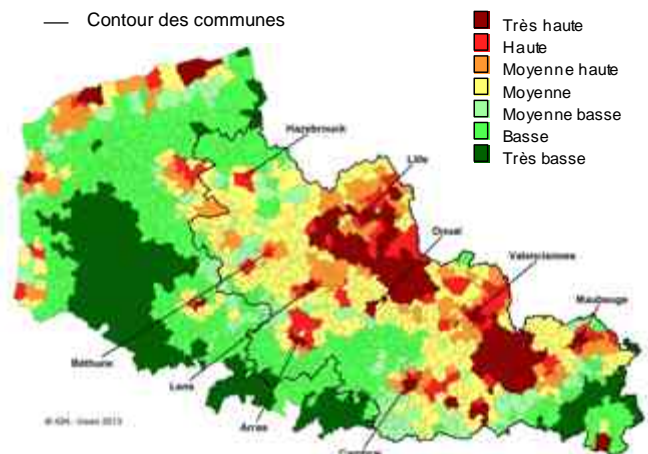 Contour des communes
Très haute
Haute
Moyenne haute
Moyenne
Moyenne basse
Basse
Très basse
Hazebrouck
Lille
Douai
Valenciennes
Maubeuge
Béthune
Lens
Arras
Cambrai